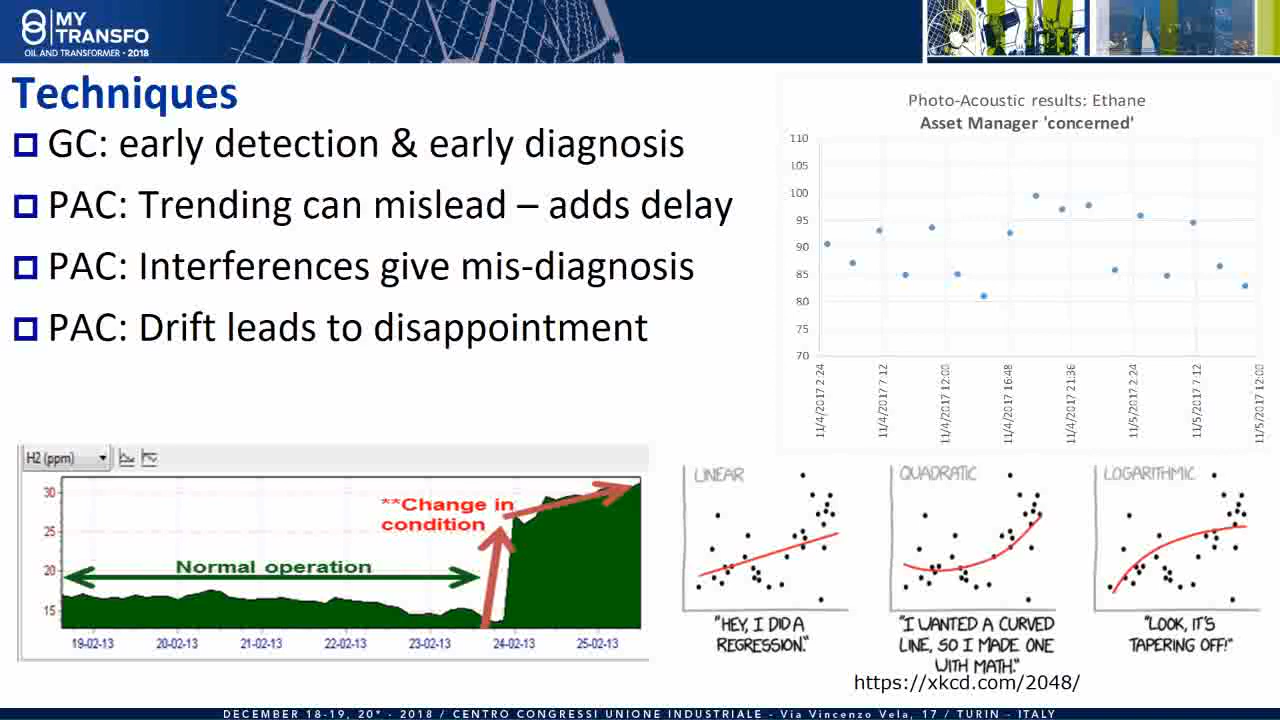 MY
TRANSFO
OIL AND TRANSFORMER • 2018
Techniques
GC: early detection & early diagnosis
PAC: Trending can mislead – adds delay
PAC: Interferences give mis-diagnosis
PAC: Drift leads to disappointment
Photo-Acoustic results: Ethane
Asset Manager 'concerned'
110
105
100
95
90
85
80
75
70
11/4/2017 2:24
11/4/2017 7:12
11/4/2017 12:00
11/4/2017 16:48
11/4/2017 21:36
11/5/2017 2:24
11/5/2017 7:12
11/5/2017 12:00
H2 (ppm)
30
25
20
15
**Change in
condition
Normal operation
19-02-13
20-02-13
21-02-13
22-02-13
23-02-13
24-02-13
25-02-13
LINEAR
"HEY, I DID A
REGRESSION."
QUADRATIC
"I WANTED A CURVED
LINE, SO I MADE ONE
WITH MATH."
LOGARITHMIC
"LOOK, IT'S
TAPERING OFF!"
https://xkcd.com/2048/
DECEMBER 18-19, 20* - 2018 / CENTRO CONGRESSI UNIONE INDUSTRIALE - Via Vincenzo Vela, 17 / TURIN - ITALY